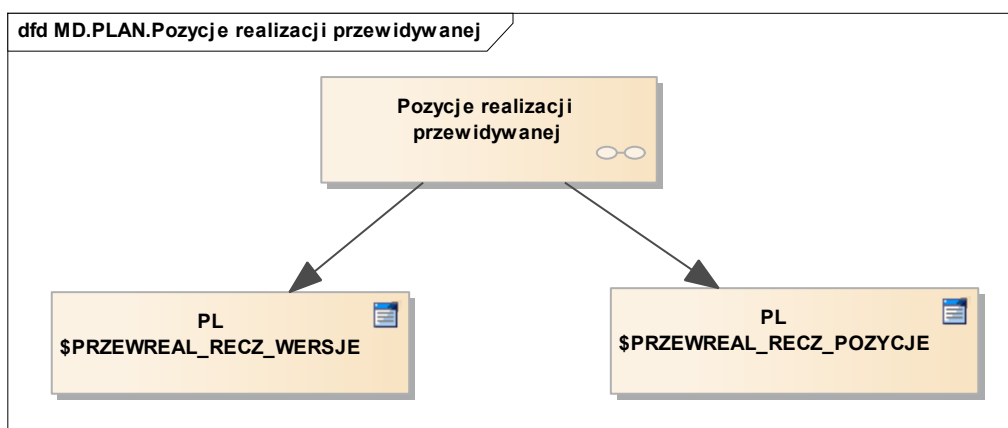 dfd MD.PLAN.Pozycje realizacji przewidywanej
Pozycje realizacji
przewidywanej
PL
$PRZEWREAL_RECZ_WERSJE
PL
$PRZEWREAL_RECZ_POZYCJE